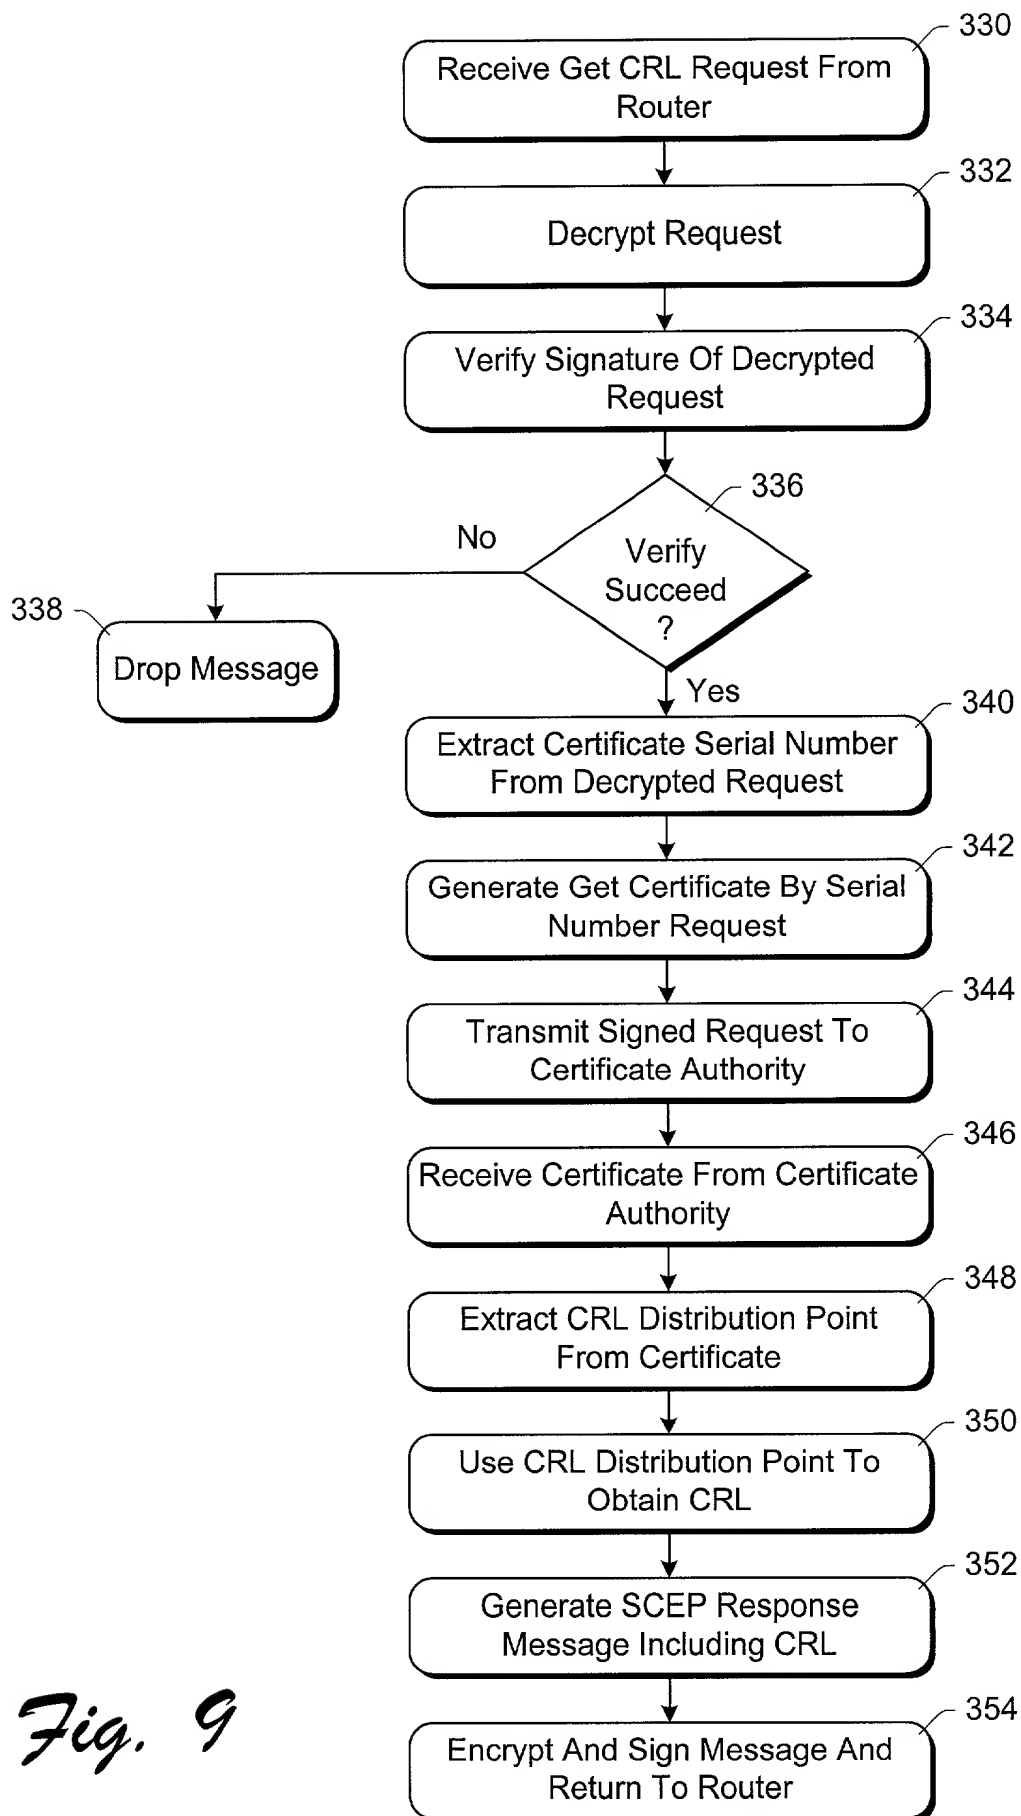 330
Receive Get CRL Request From
Router
332
Decrypt Request
334
Verify Signature Of Decrypted
Request
336
No
Verify
Succeed
?
338
Drop Message
Yes
340
Extract Certificate Serial Number
From Decrypted Request
342
Generate Get Certificate By Serial
Number Request
344
Transmit Signed Request To
Certificate Authority
346
Receive Certificate From Certificate
Authority
348
Extract CRL Distribution Point
From Certificate
350
Use CRL Distribution Point To
Obtain CRL
352
Generate SCEP Response
Message Including CRL
354
Encrypt And Sign Message And
Return To Router
Fig. 9